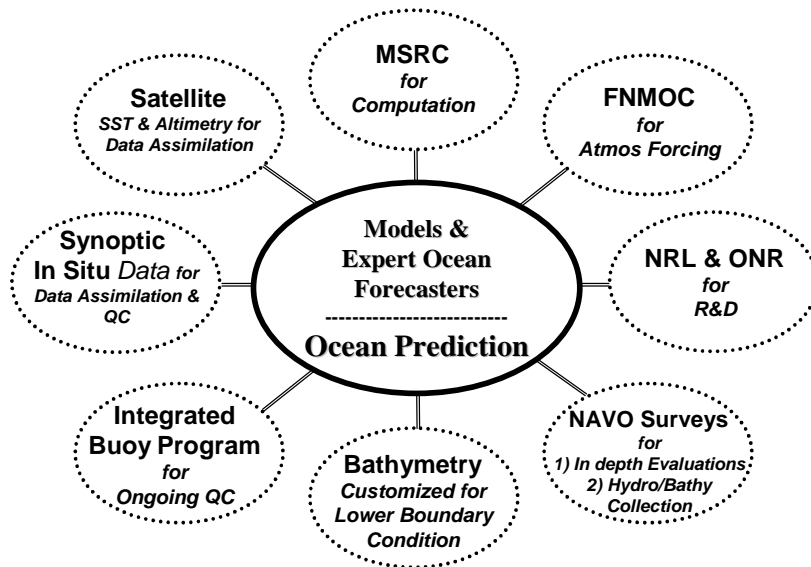 MSRC
for
Computation
Satellite
SST & Altimetry for
Data Assimilation
FNMOC
for
Atmos Forcing
Synoptic
In Situ Data for
Data Assimilation &
QC
Models &
Expert Ocean
Forecasters
---------------------------
Ocean Prediction
NRL & ONR
for
R&D
Integrated
Buoy Program
for
Ongoing QC
Bathymetry
Customized for
Lower Boundary
Condition
NAVO Surveys
for
1) In depth Evaluations
2) Hydro/Bathy
Collection